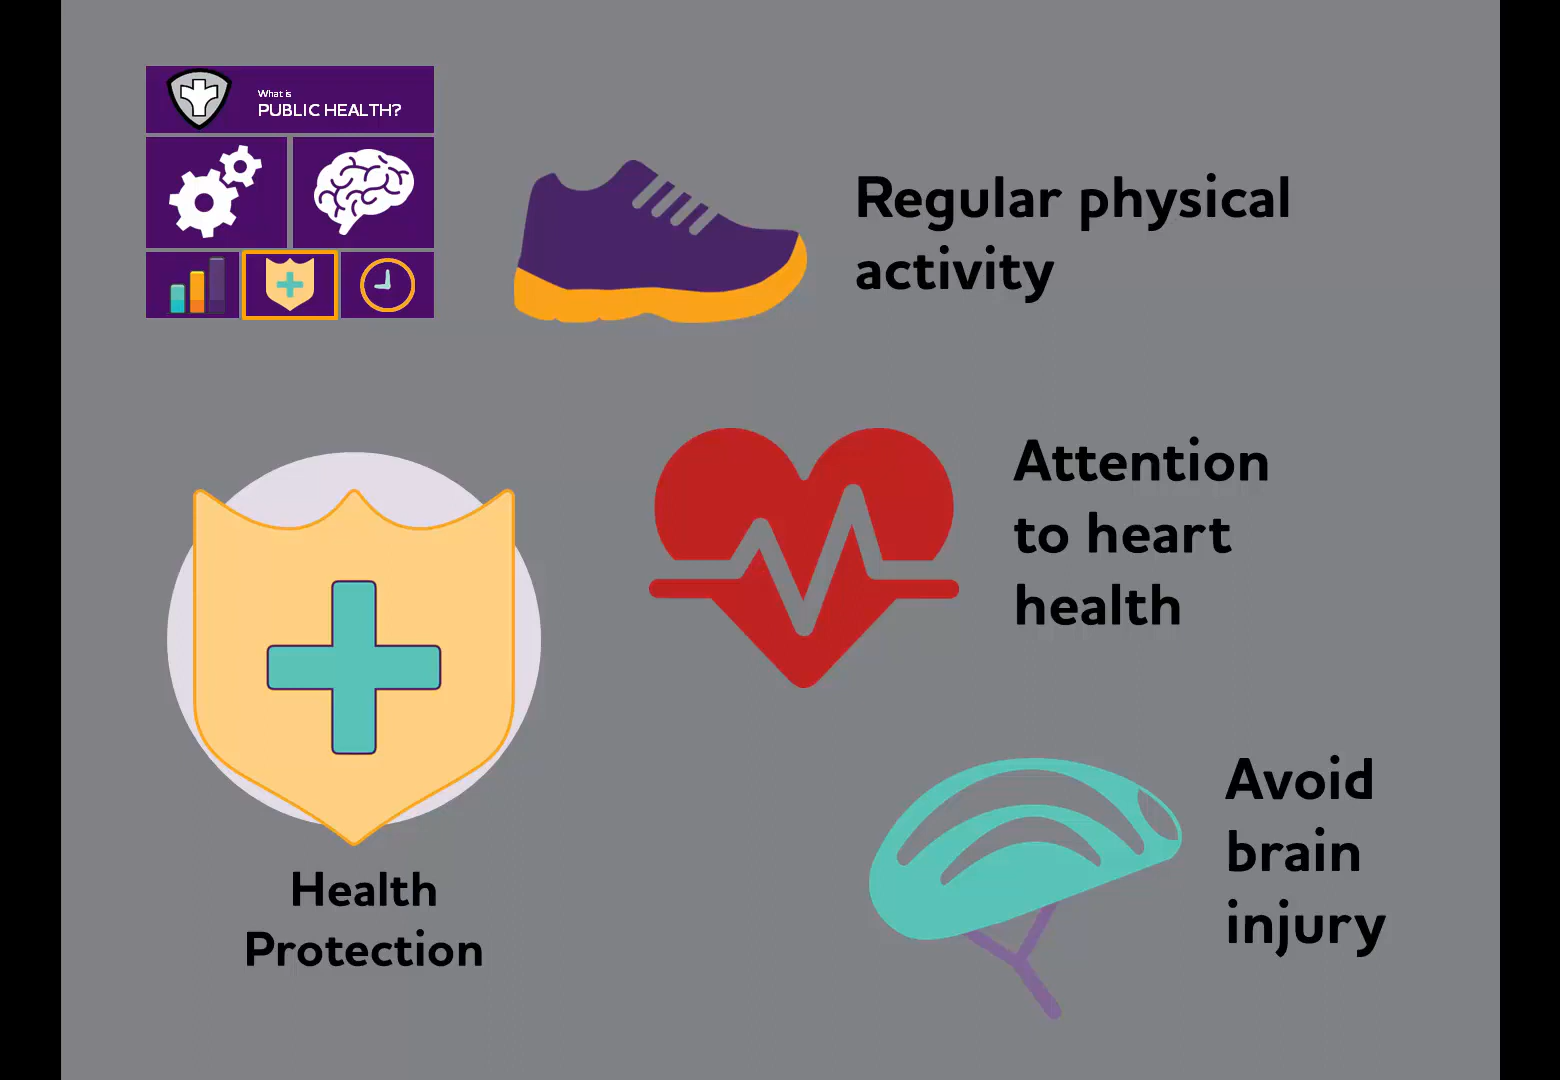 What is
PUBLIC HEALTH?
Regular physical
activity
Attention
to heart
health
Health
Protection
Avoid
brain
injury